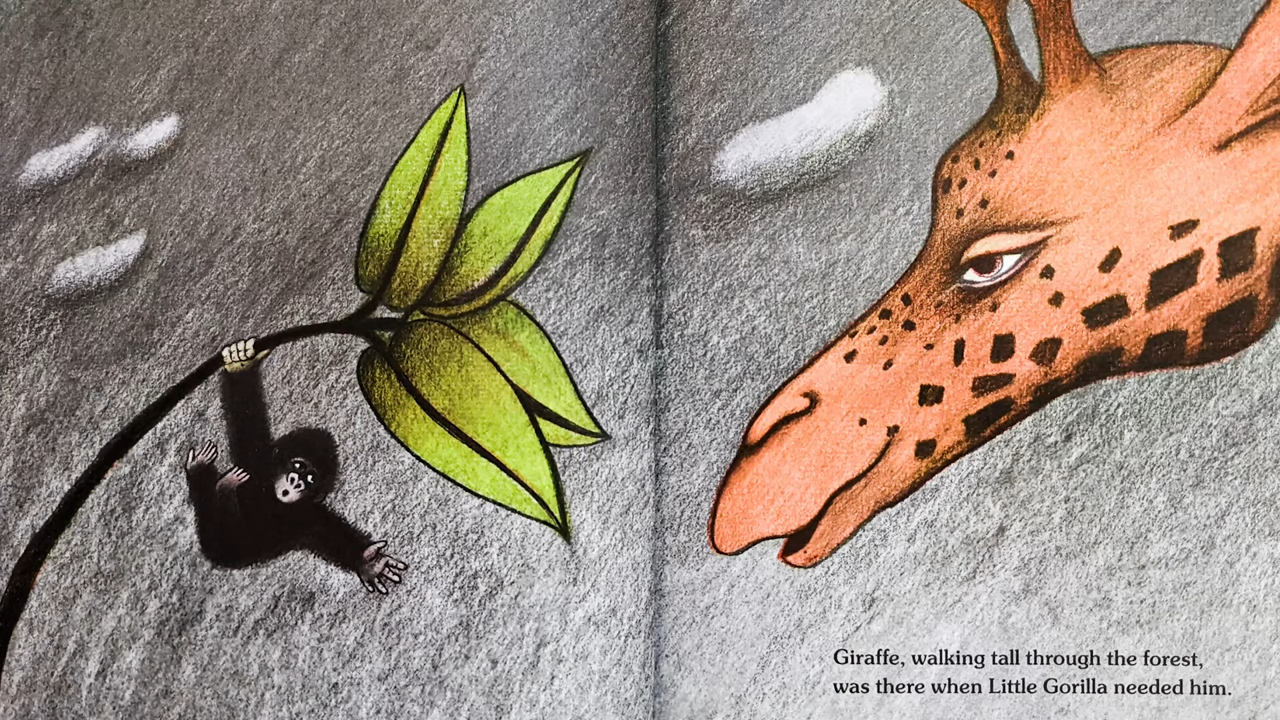 Giraffe, walking tall through the forest,
was there when Little Gorilla needed him.